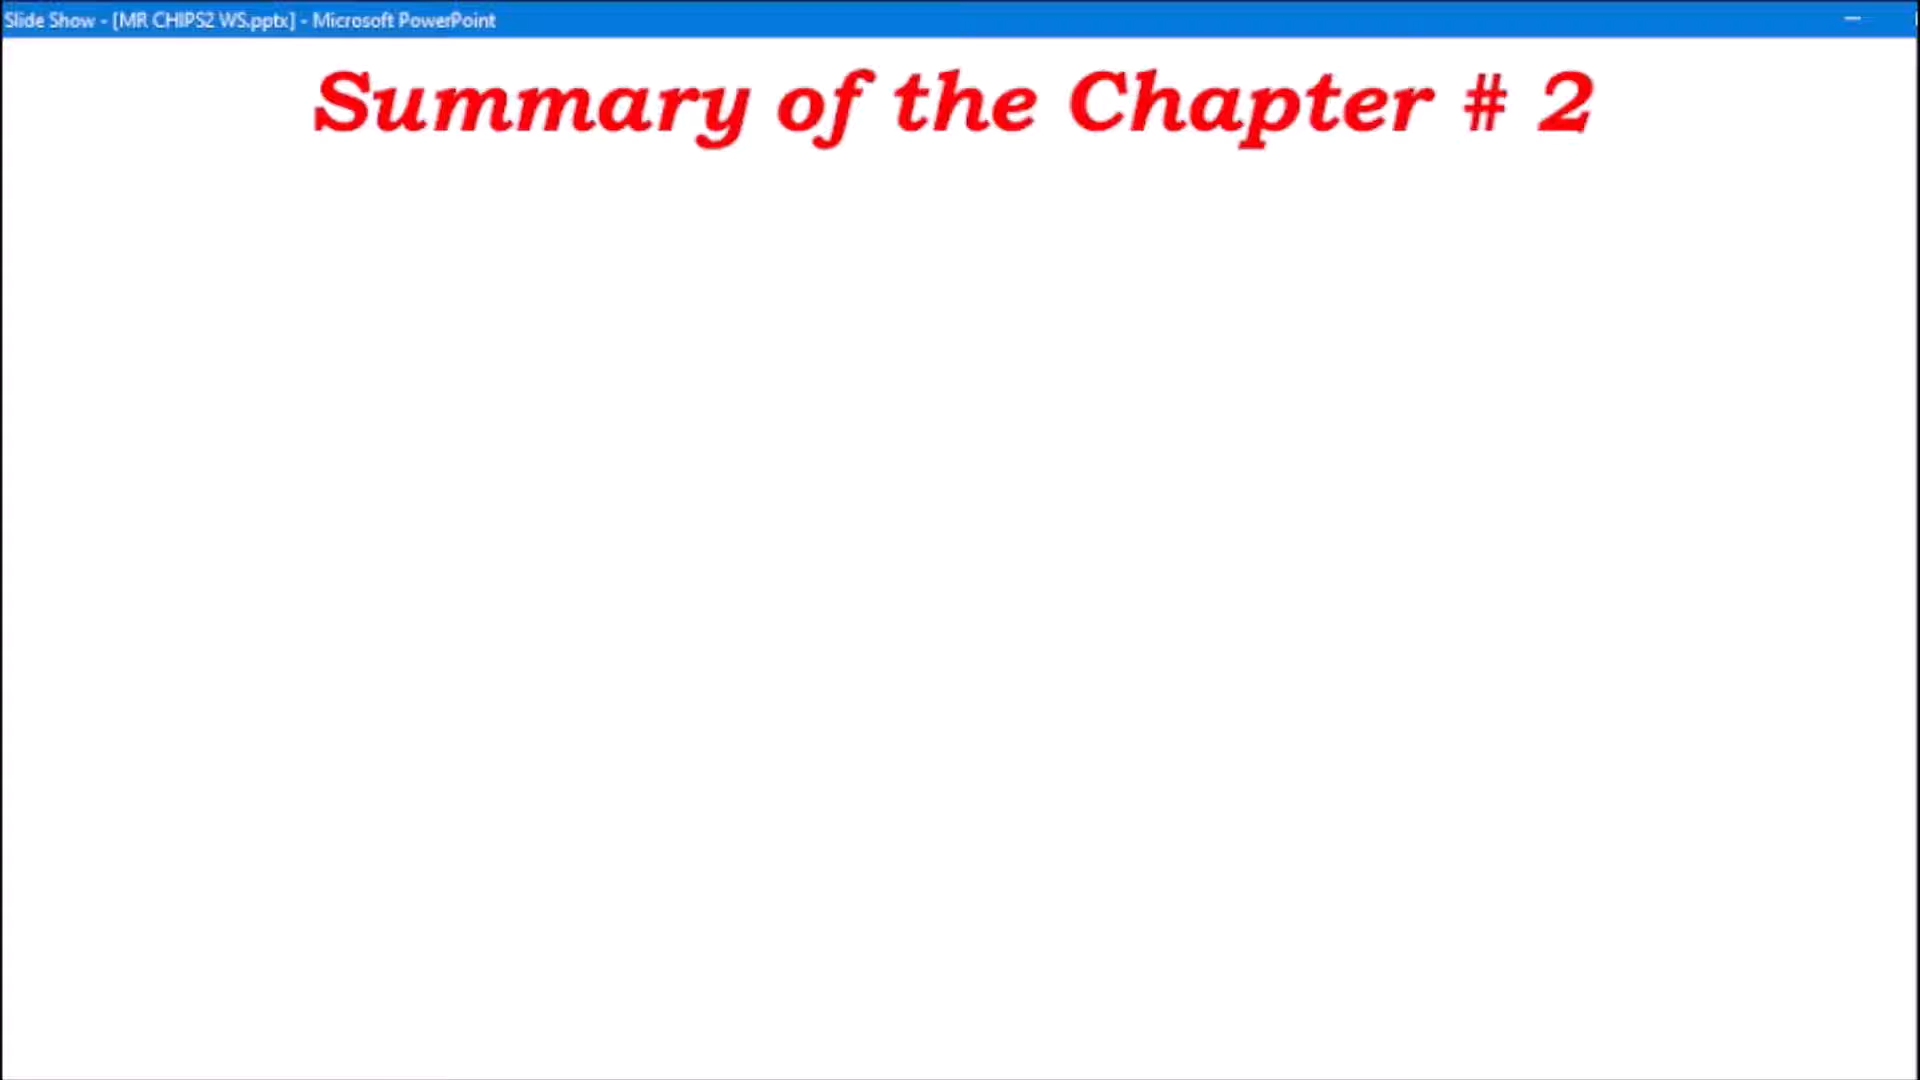 Slide Show - [MR CHIPS2 WS.pptx] - Microsoft PowerPoint
Summary of the Chapter # 2